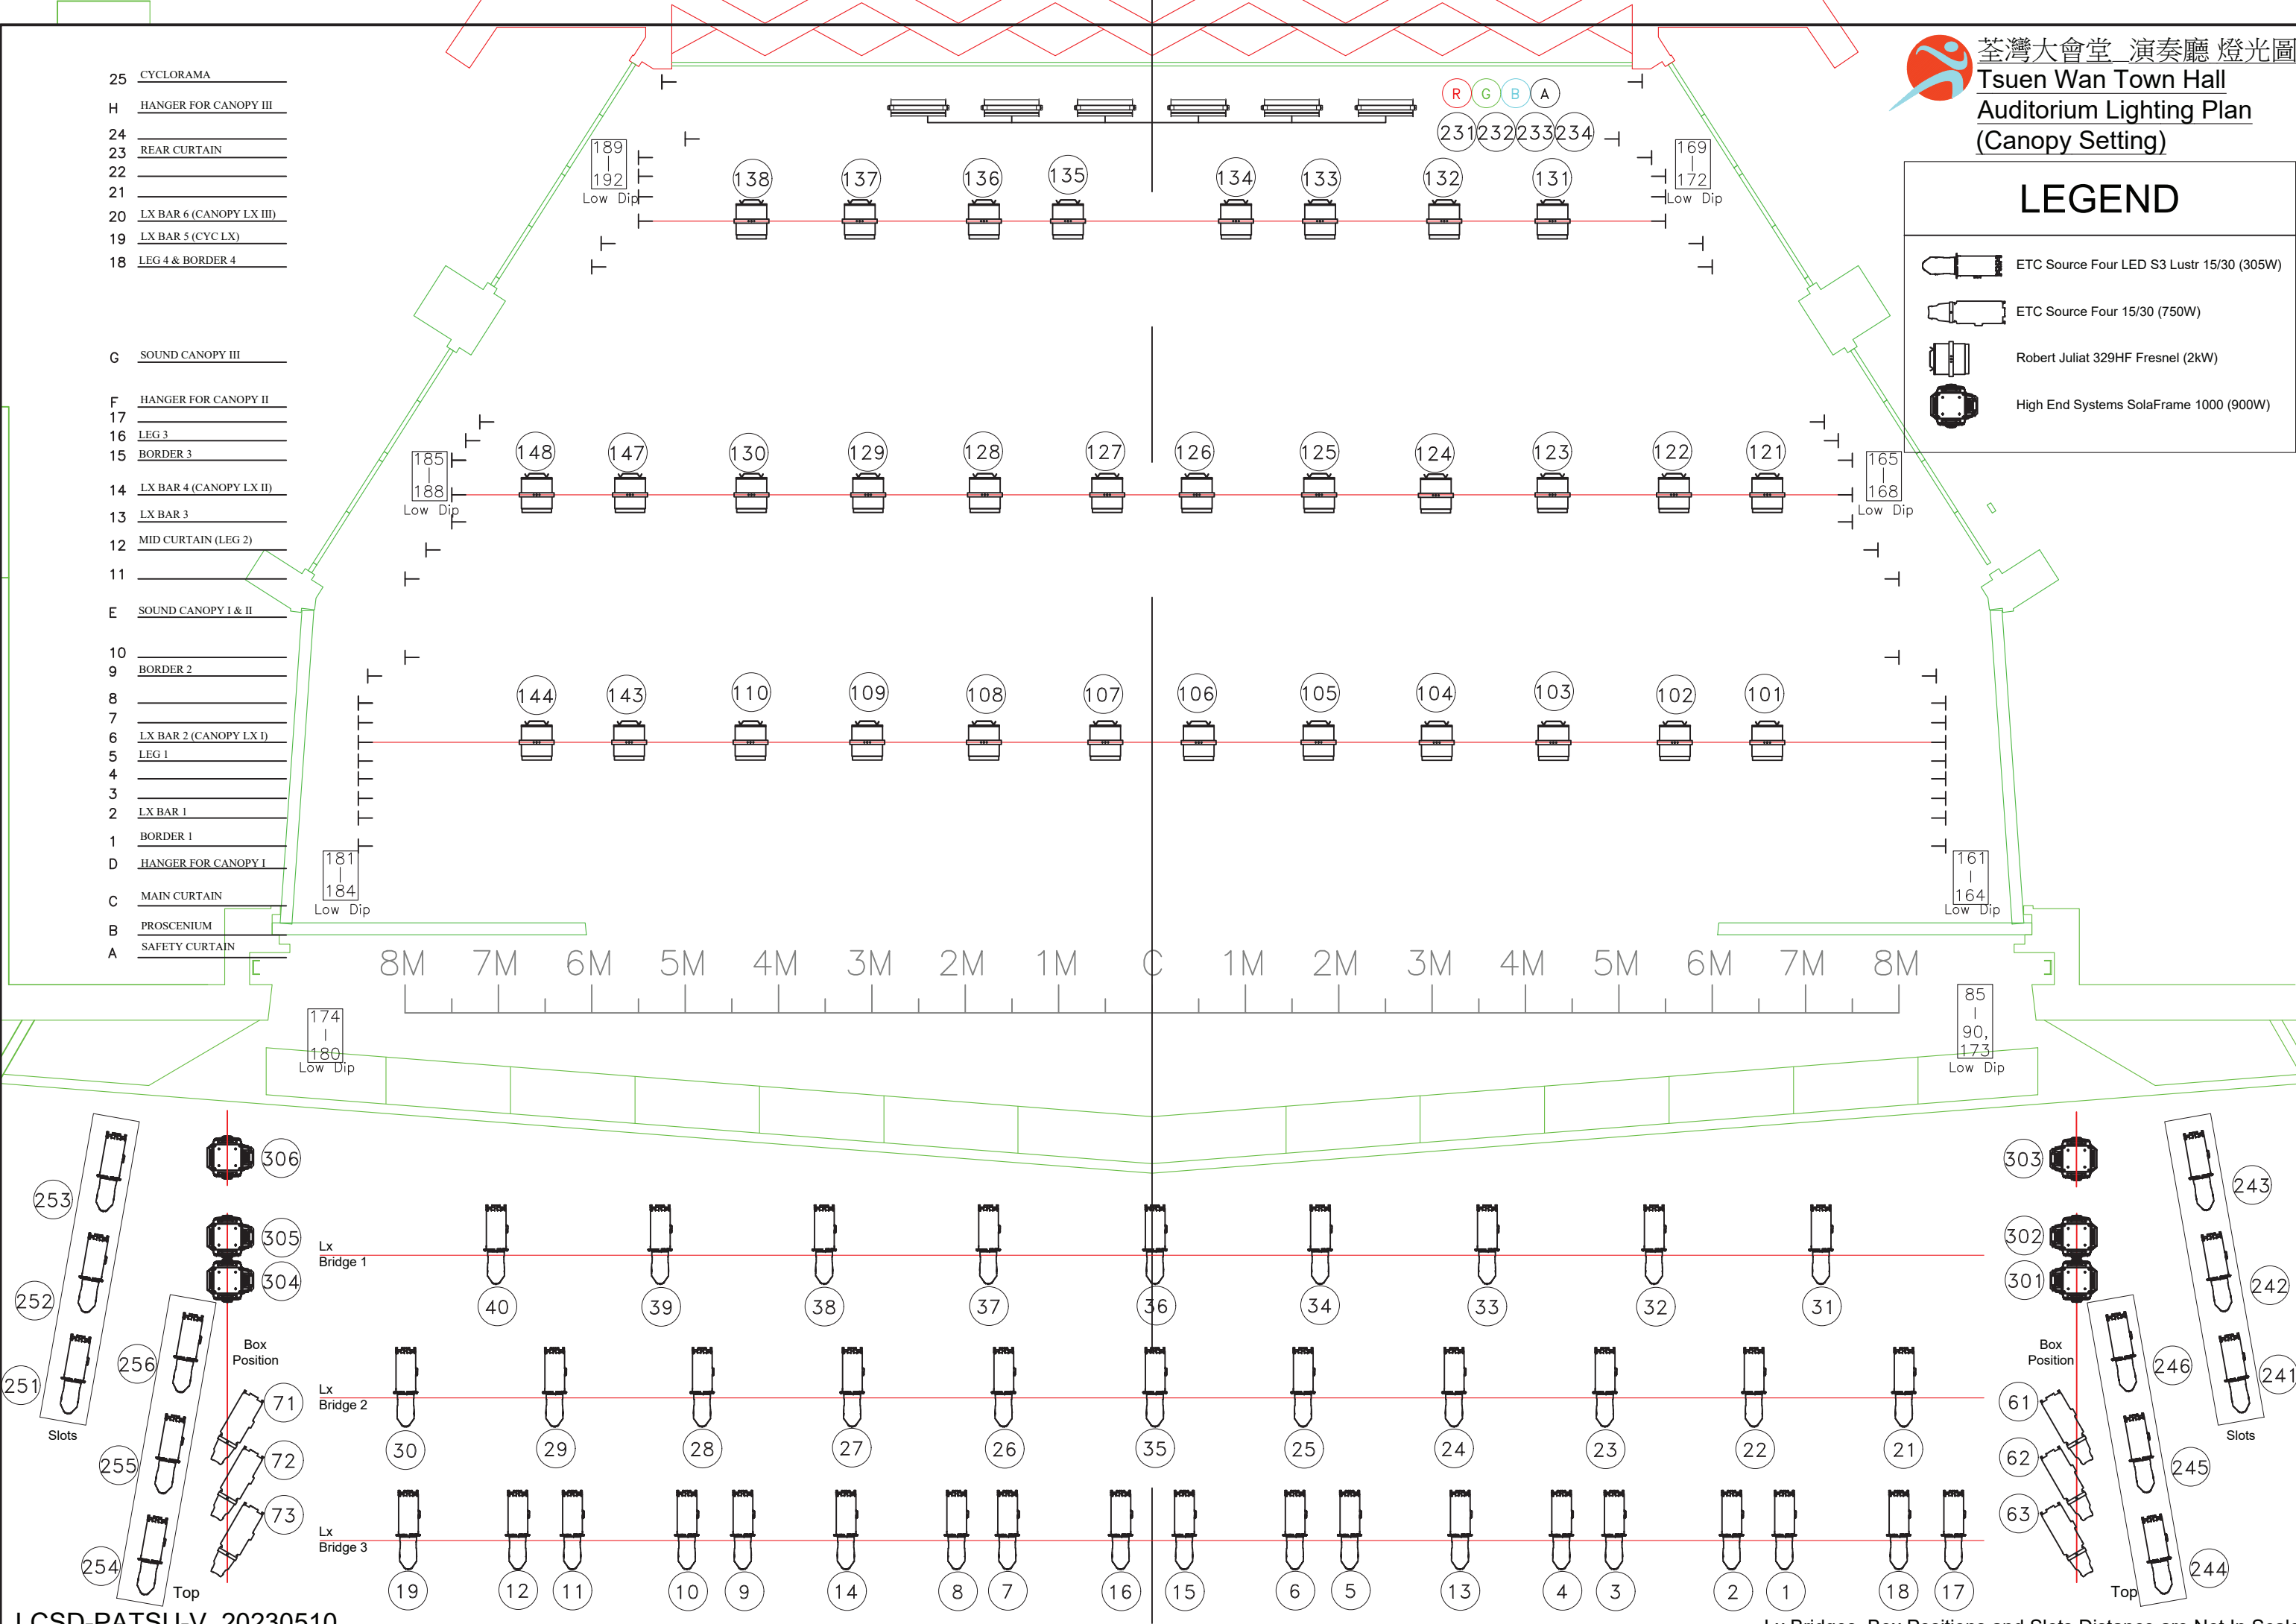 荃灣大會堂 演奏廳 燈光圖
Tsuen Wan Town Hall
Auditorium Lighting Plan
(Canopy Setting)
LEGEND
ETC Source Four LED S3 Lustr 15/30 (305W)
ETC Source Four 15/30 (750W)
Robert Juliat 329HF Fresnel (2kW)
High End Systems SolaFrame 1000 (900W)
25 CYCLORAMA
H HANGER FOR CANOPY III
24
23 REAR CURTAIN
22
21
20 LX BAR 6 (CANOPY LX III)
19 LX BAR 5 (CYC LX)
18 LEG 4 & BORDER 4
G SOUND CANOPY III
F HANGER FOR CANOPY II
17
16 LEG 3
15 BORDER 3
14 LX BAR 4 (CANOPY LX II)
13 LX BAR 3
12 MID CURTAIN (LEG 2)
11
E SOUND CANOPY I & II
10
9 BORDER 2
8
7
6 LX BAR 2 (CANOPY LX I)
5 LEG 1
4
3
2 LX BAR 1
1 BORDER 1
D HANGER FOR CANOPY I
C MAIN CURTAIN
B PROSCENIUM
A SAFETY CURTAIN
R G B A
231 232 233 234
189
192
Low Dip
169
172
Low Dip
138 137 136 135 134 133 132 131
185
188
Low Dip
165
168
Low Dip
148 147 130 129 128 127 126 125 124 123 122 121
144 143 110 109 108 107 106 105 104 103 102 101
181
184
Low Dip
161
164
Low Dip
8M 7M 6M 5M 4M 3M 2M 1M C 1M 2M 3M 4M 5M 6M 7M 8M
174
180
Low Dip
85
90,
173
Low Dip
253
252
251
Slots
306
305
304
256
255
254
Top
Box
Position
71
72
73
Lx
Bridge 1
40 39 38 37 36 34 33 32 31
Lx
Bridge 2
30 29 28 27 26 35 25 24 23 22 21
Lx
Bridge 3
19 12 11 10 9 14 8 7 16 15 6 5 13 4 3 2 1 18 17
303
302
301
Box
Position
61
62
63
246
245
244
Top
243
242
241
Slots
LCSD-PATSU-V 20230510
Lx Bridges, Box Positions and Slots Distance are Not In Scale